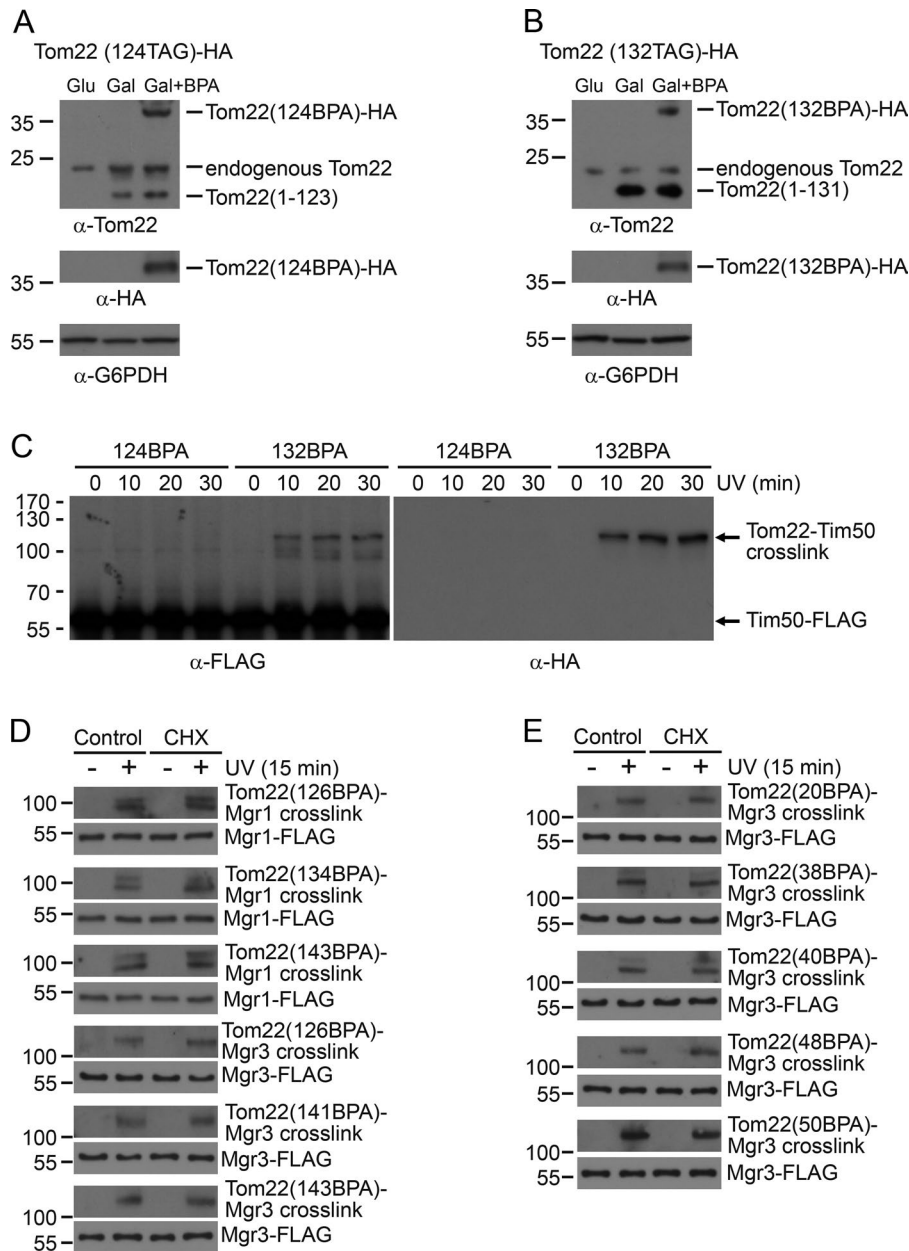 A
Tom22 (124TAG)-HA
Glu Gal Gal+BPA
35
25
Tom22(124BPA)-HA
endogenous Tom22
Tom22(1-123)
α-Tom22
35
Tom22(124BPA)-HA
α-HA
55
α-G6PDH
B
Tom22 (132TAG)-HA
Glu Gal Gal+BPA
35
25
Tom22(132BPA)-HA
endogenous Tom22
Tom22(1-131)
α-Tom22
35
Tom22(132BPA)-HA
α-HA
55
α-G6PDH
C
124BPA 132BPA 124BPA 132BPA
0 10 20 30 0 10 20 30 0 10 20 30 0 10 20 30 UV (min)
170
130
100
70
55
Tom22-Tim50
crosslink
Tim50-FLAG
α-FLAG α-HA
D
Control CHX
- + - + UV (15 min)
100
55
Tom22(126BPA)-
Mgr1 crosslink
Mgr1-FLAG
100
55
Tom22(134BPA)-
Mgr1 crosslink
Mgr1-FLAG
100
55
Tom22(143BPA)-
Mgr1 crosslink
Mgr1-FLAG
100
55
Tom22(126BPA)-
Mgr3 crosslink
Mgr3-FLAG
100
55
Tom22(141BPA)-
Mgr3 crosslink
Mgr3-FLAG
100
55
Tom22(143BPA)-
Mgr3 crosslink
Mgr3-FLAG
E
Control CHX
- + - + UV (15 min)
100
55
Tom22(20BPA)-
Mgr3 crosslink
Mgr3-FLAG
100
55
Tom22(38BPA)-
Mgr3 crosslink
Mgr3-FLAG
100
55
Tom22(40BPA)-
Mgr3 crosslink
Mgr3-FLAG
100
55
Tom22(48BPA)-
Mgr3 crosslink
Mgr3-FLAG
100
55
Tom22(50BPA)-
Mgr3 crosslink
Mgr3-FLAG